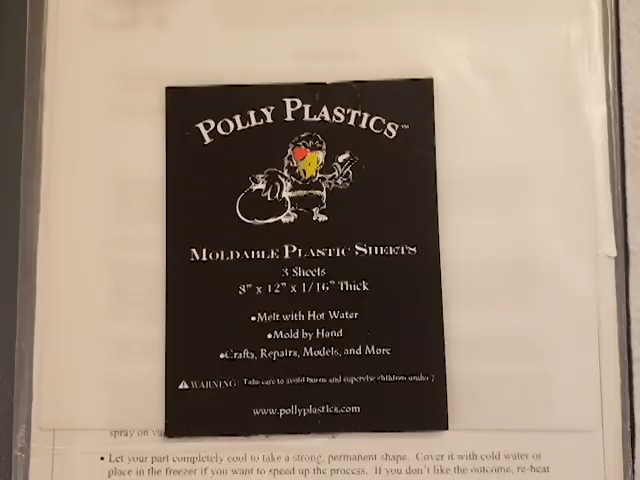 POLLY PLASTICS™
MOLDABLE PLASTIC SHEETS
3 Sheets
8" x 12" x 1/16" Thick
•Melt with Hot Water
•Mold by Hand
•Crafts, Repairs, Models, and More
WARNING: Take care to avoid burns and supervise children under 7
www.pollyplastics.com
spray on
• Let your part completely cool to take a strong, permanent shape. Cover it with cold water or
place in the freezer if you want to speed up the process. If you don't like the outcome, re-heat